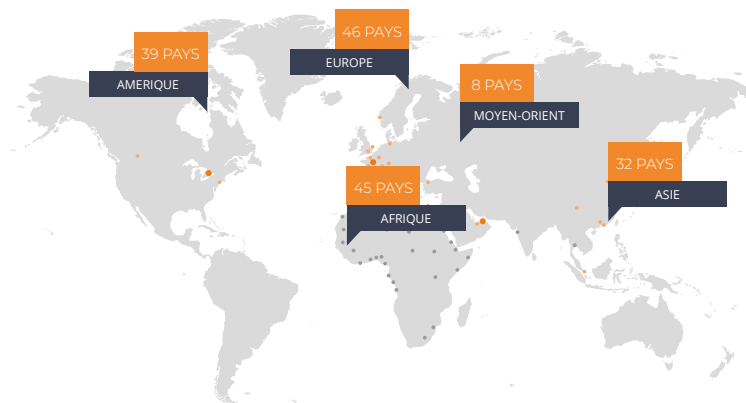 46 PAYS
EUROPE
39 PAYS
AMERIQUE
8 PAYS
MOYEN-ORIENT
32 PAYS
ASIE
45 PAYS
AFRIQUE